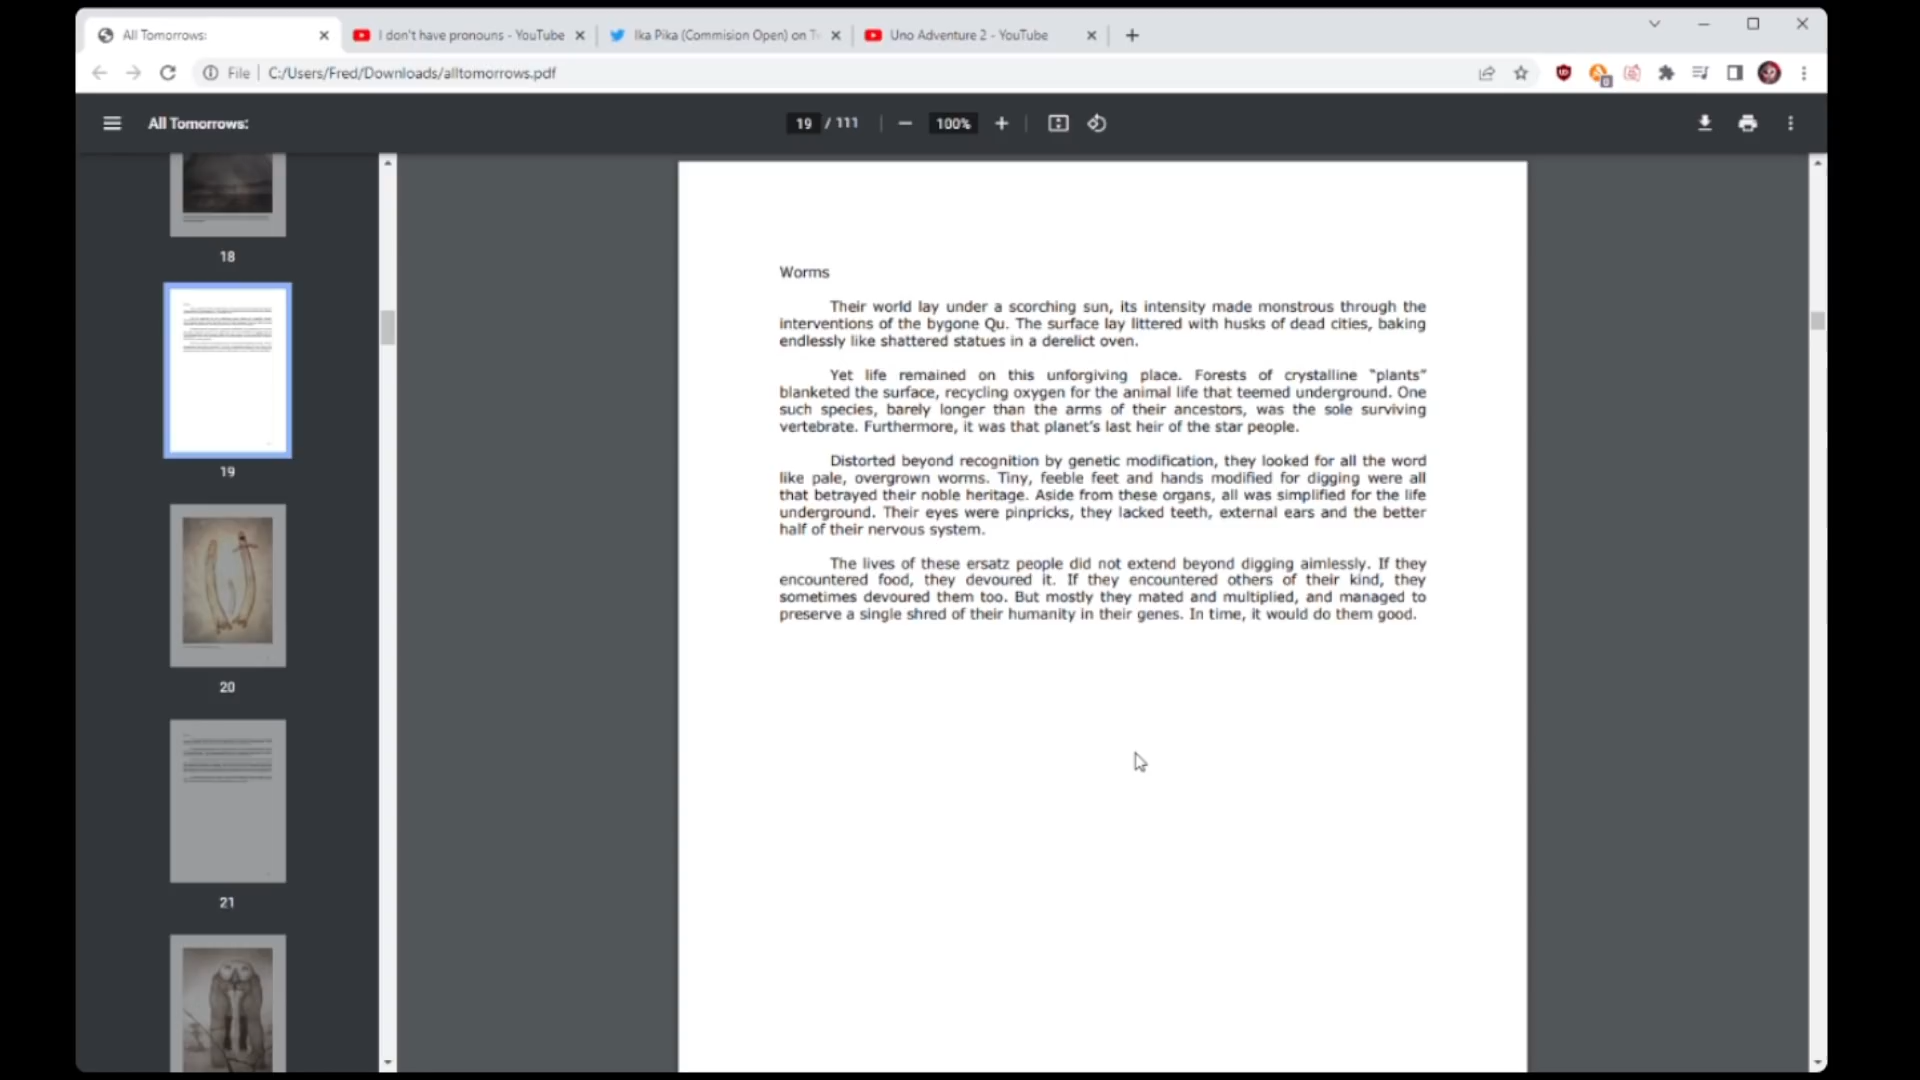 All Tomorrows:
I don't have pronouns - YouTube
Ika Pika (Commision Open) on T
Uno Adventure 2 - YouTube
File
C:/Users/Fred/Downloads/alltomorrows.pdf
All Tomorrows:
19 / 111
100%
18
19
20
21
Worms
Their world lay under a scorching sun, its intensity made monstrous through the
interventions of the bygone Qu. The surface lay littered with husks of dead cities, baking
endlessly like shattered statues in a derelict oven.
Yet life remained on this unforgiving place. Forests of crystalline “plants”
blanketed the surface, recycling oxygen for the animal life that teemed underground. One
such species, barely longer than the arms of their ancestors, was the sole surviving
vertebrate. Furthermore, it was that planet’s last heir of the star people.
Distorted beyond recognition by genetic modification, they looked for all the word
like pale, overgrown worms. Tiny, feeble feet and hands modified for digging were all
that betrayed their noble heritage. Aside from these organs, all was simplified for the life
underground. Their eyes were pinpricks, they lacked teeth, external ears and the better
half of their nervous system.
The lives of these ersatz people did not extend beyond digging aimlessly. If they
encountered food, they devoured it. If they encountered others of their kind, they
sometimes devoured them too. But mostly they mated and multiplied, and managed to
preserve a single shred of their humanity in their genes. In time, it would do them good.